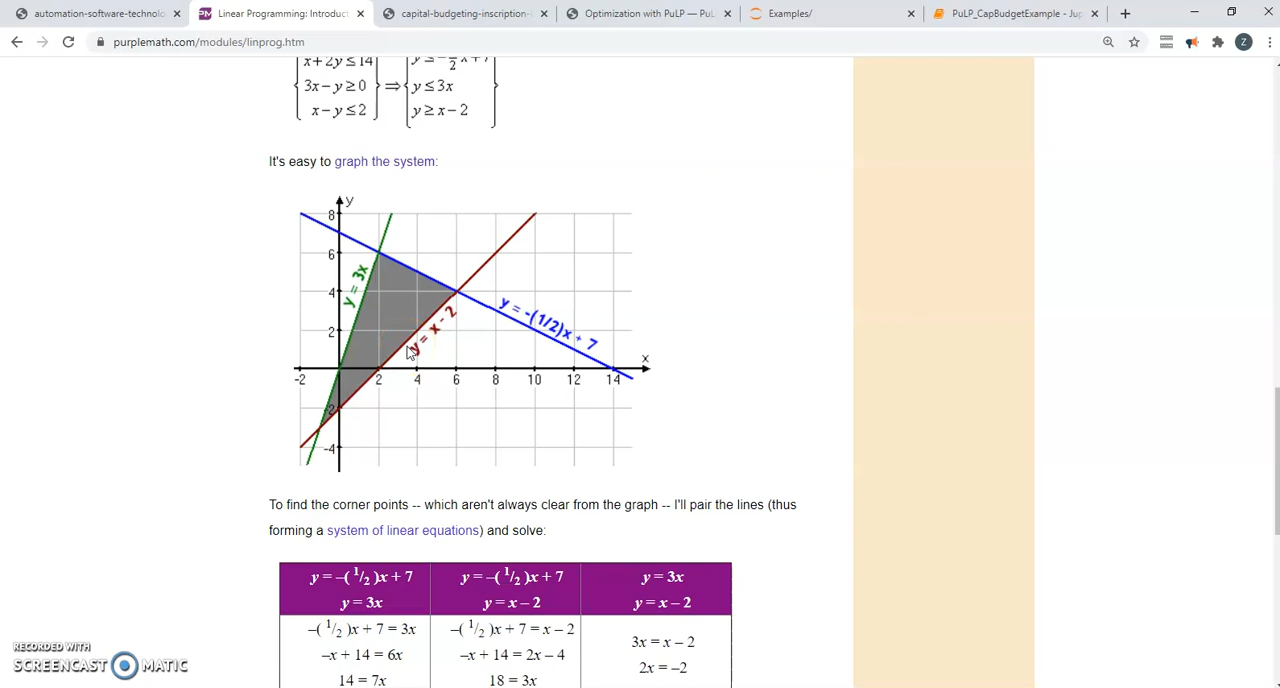 automation-software-technolo
Linear Programming: Introduct
capital-budgeting-inscription-
Optimization with PuLP — PuL
Examples/
PuLP_CapBudgetExample - Jup
purplemath.com/modules/linprog.htm
Z
x+2y≤14
3x−y≥0 ⇒ y≤3x
x−y≤2 y≥x−2
It's easy to graph the system:
y
8
6
4
2
-2
-4
y = 3x
y = x - 2
y = -(1/2)x + 7
x
-2 2 4 6 8 10 12 14
To find the corner points -- which aren't always clear from the graph -- I'll pair the lines (thus
forming a system of linear equations) and solve:
y = –( 1/2 )x + 7 y = –( 1/2 )x + 7 y = 3x
y = 3x y = x – 2 y = x – 2
–( 1/2 )x + 7 = 3x –( 1/2 )x + 7 = x – 2 3x = x – 2
–x + 14 = 6x –x + 14 = 2x – 4 2x = –2
14 = 7x 18 = 3x
RECORDED WITH
SCREENCAST MATIC